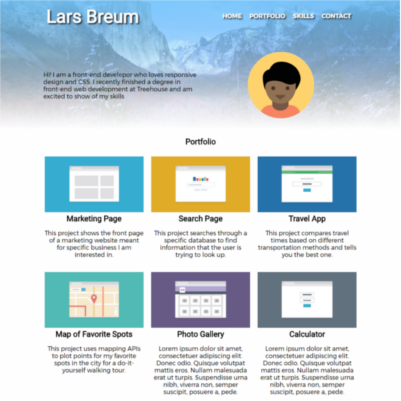 Lars Breum
HOME PORTFOLIO SKILLS CONTACT
Hi! I am a front-end developor who loves responsive
design and CSS. I recently finished a degree in
front-end web development at Treehouse and am
excited to show of my skills
Portfolio
Marketing Page
This project shows the front page
of a marketing website meant
for specific business I am
interested in.
Search Page
This project searches through a
specific database to find
information that the user is
trying to look up.
Travel App
This project compares travel
times based on different
transportation methods and tells
you the best one.
Map of Favorite Spots
This project uses mapping APIs
to plot points for my favorite
spots in the city for a do-it-
yourself walking tour.
Photo Gallery
Lorem ipsum dolor sit amet,
consectetuer adipiscing elit.
Donec odio. Quisque volutpat
mattis eros. Nullam malesuada
erat ut turpis. Suspendisse urna
nibh, viverra non, semper
suscipit, posuere a, pede.
Calculator
Lorem ipsum dolor sit amet,
consectetuer adipiscing elit.
Donec odio. Quisque volutpat
mattis eros. Nullam malesuada
erat ut turpis. Suspendisse urna
nibh, viverra non, semper
suscipit, posuere a, pede.